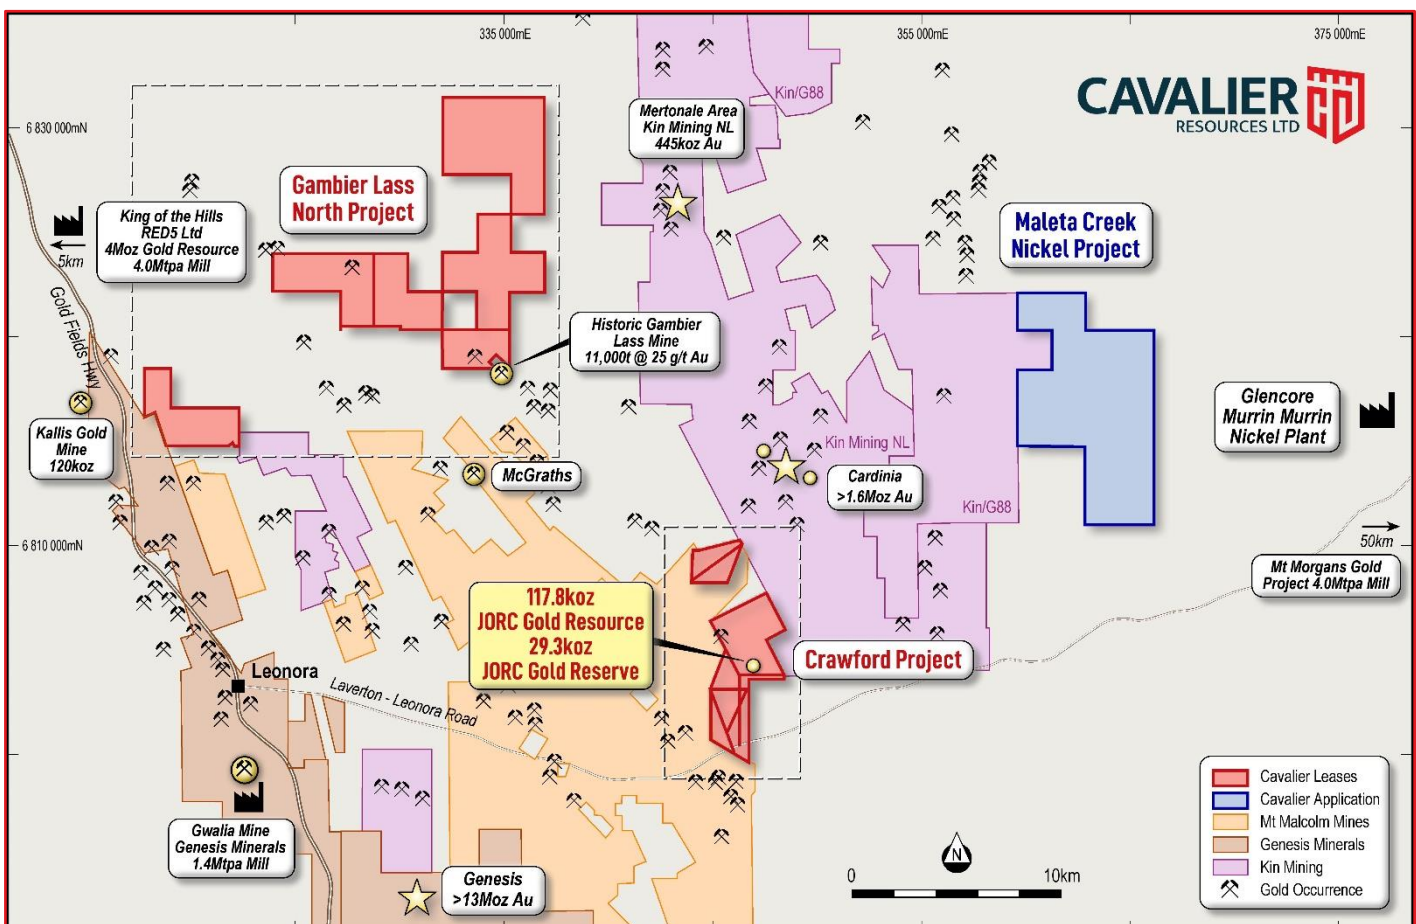 335 000mE
355 000mE
375 000mE
6 830 000mN
6 810 000mN
CAVALIER
RESOURCES LTD
Kin/G88
Mertonale Area
Kin Mining NL
445koz Au
Gambier Lass
North Project
King of the Hills
RED5 Ltd
4Moz Gold Resource
4.0Mtpa Mill
5km
Gold Fields Hwy
Maleta Creek
Nickel Project
Historic Gambier
Lass Mine
11,000t @ 25 g/t Au
Kallis Gold
Mine
120koz
McGraths
Kin Mining NL
Cardinia
>1.6Moz Au
Kin/G88
Glencore
Murrin Murrin
Nickel Plant
50km
Mt Morgans Gold
Project 4.0Mtpa Mill
117.8koz
JORC Gold Resource
29.3koz
JORC Gold Reserve
Crawford Project
Leonora
Laverton - Leonora Road
Gwalia Mine
Genesis Minerals
1.4Mtpa Mill
Genesis
>13Moz Au
N
0
10km
Cavalier Leases
Cavalier Application
Mt Malcolm Mines
Genesis Minerals
Kin Mining
Gold Occurrence